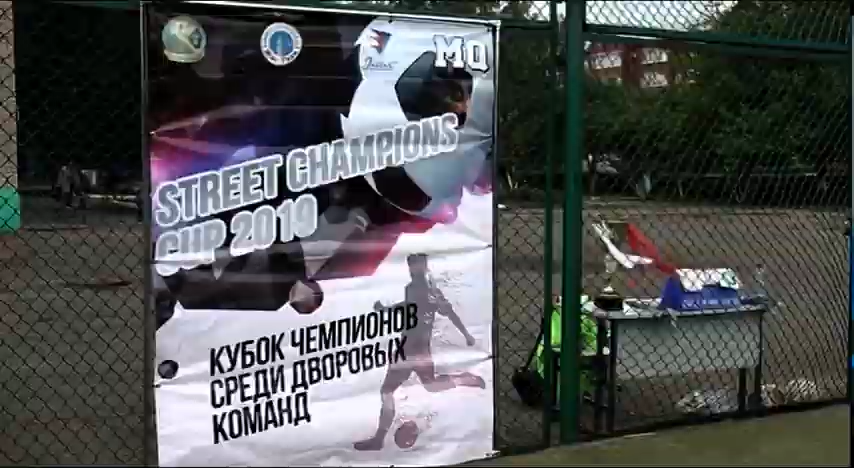 MQ
STREET CHAMPIONS
CUP 2019
КУБОК ЧЕМПИОНОВ
СРЕДИ ДВОРОВЫХ
КОМАНД